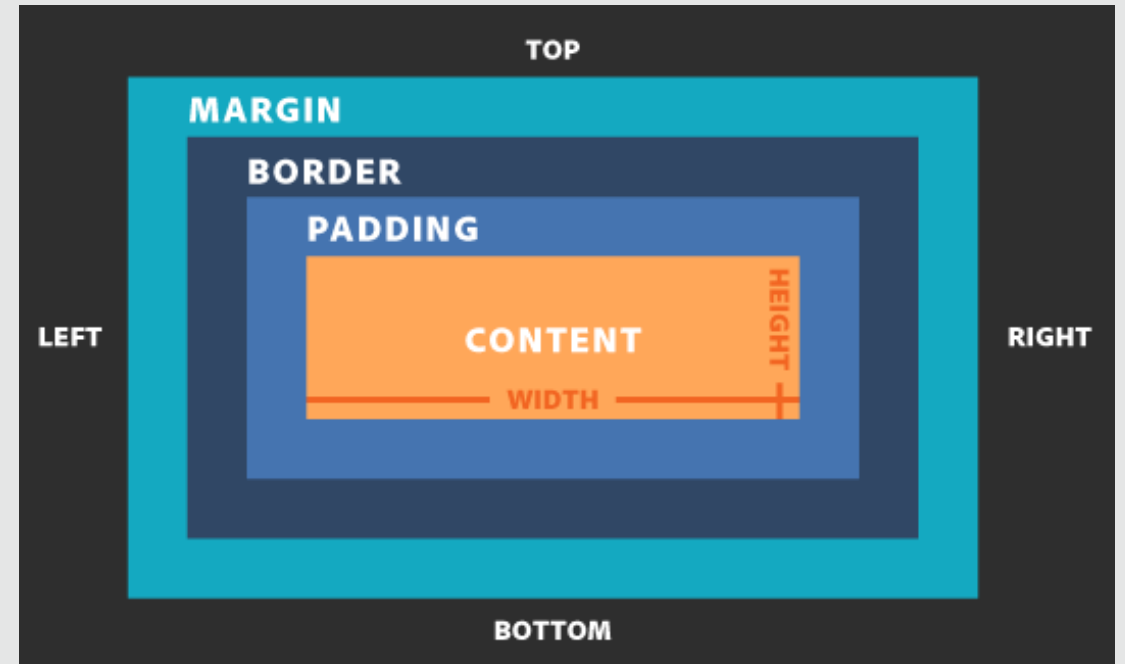 TOP
MARGIN
BORDER
PADDING
HEIGHT
CONTENT
LEFT
RIGHT
WIDTH
BOTTOM